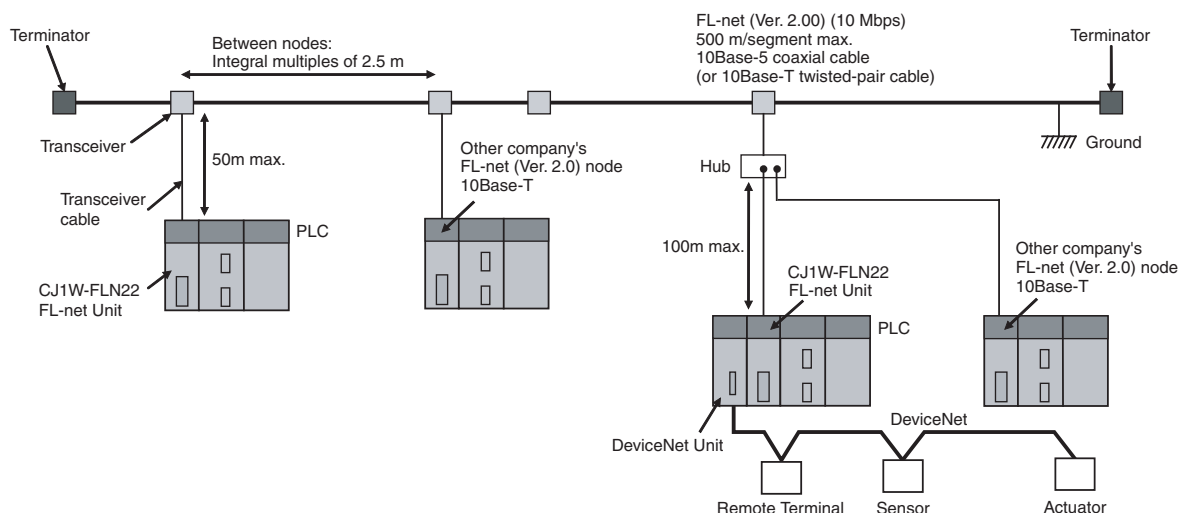 Terminator
Between nodes:
Integral multiples of 2.5 m
FL-net (Ver. 2.00) (10 Mbps)
500 m/segment max.
10Base-5 coaxial cable
(or 10Base-T twisted-pair cable)
Terminator
Transceiver
50m max.
Other company's
FL-net (Ver. 2.0) node
10Base-T
Hub
Ground
Transceiver
cable
PLC
100m max.
CJ1W-FLN22
FL-net Unit
CJ1W-FLN22
FL-net Unit
Other company's
FL-net (Ver. 2.0) node
10Base-T
PLC
DeviceNet Unit
DeviceNet
Remote Terminal
Sensor
Actuator